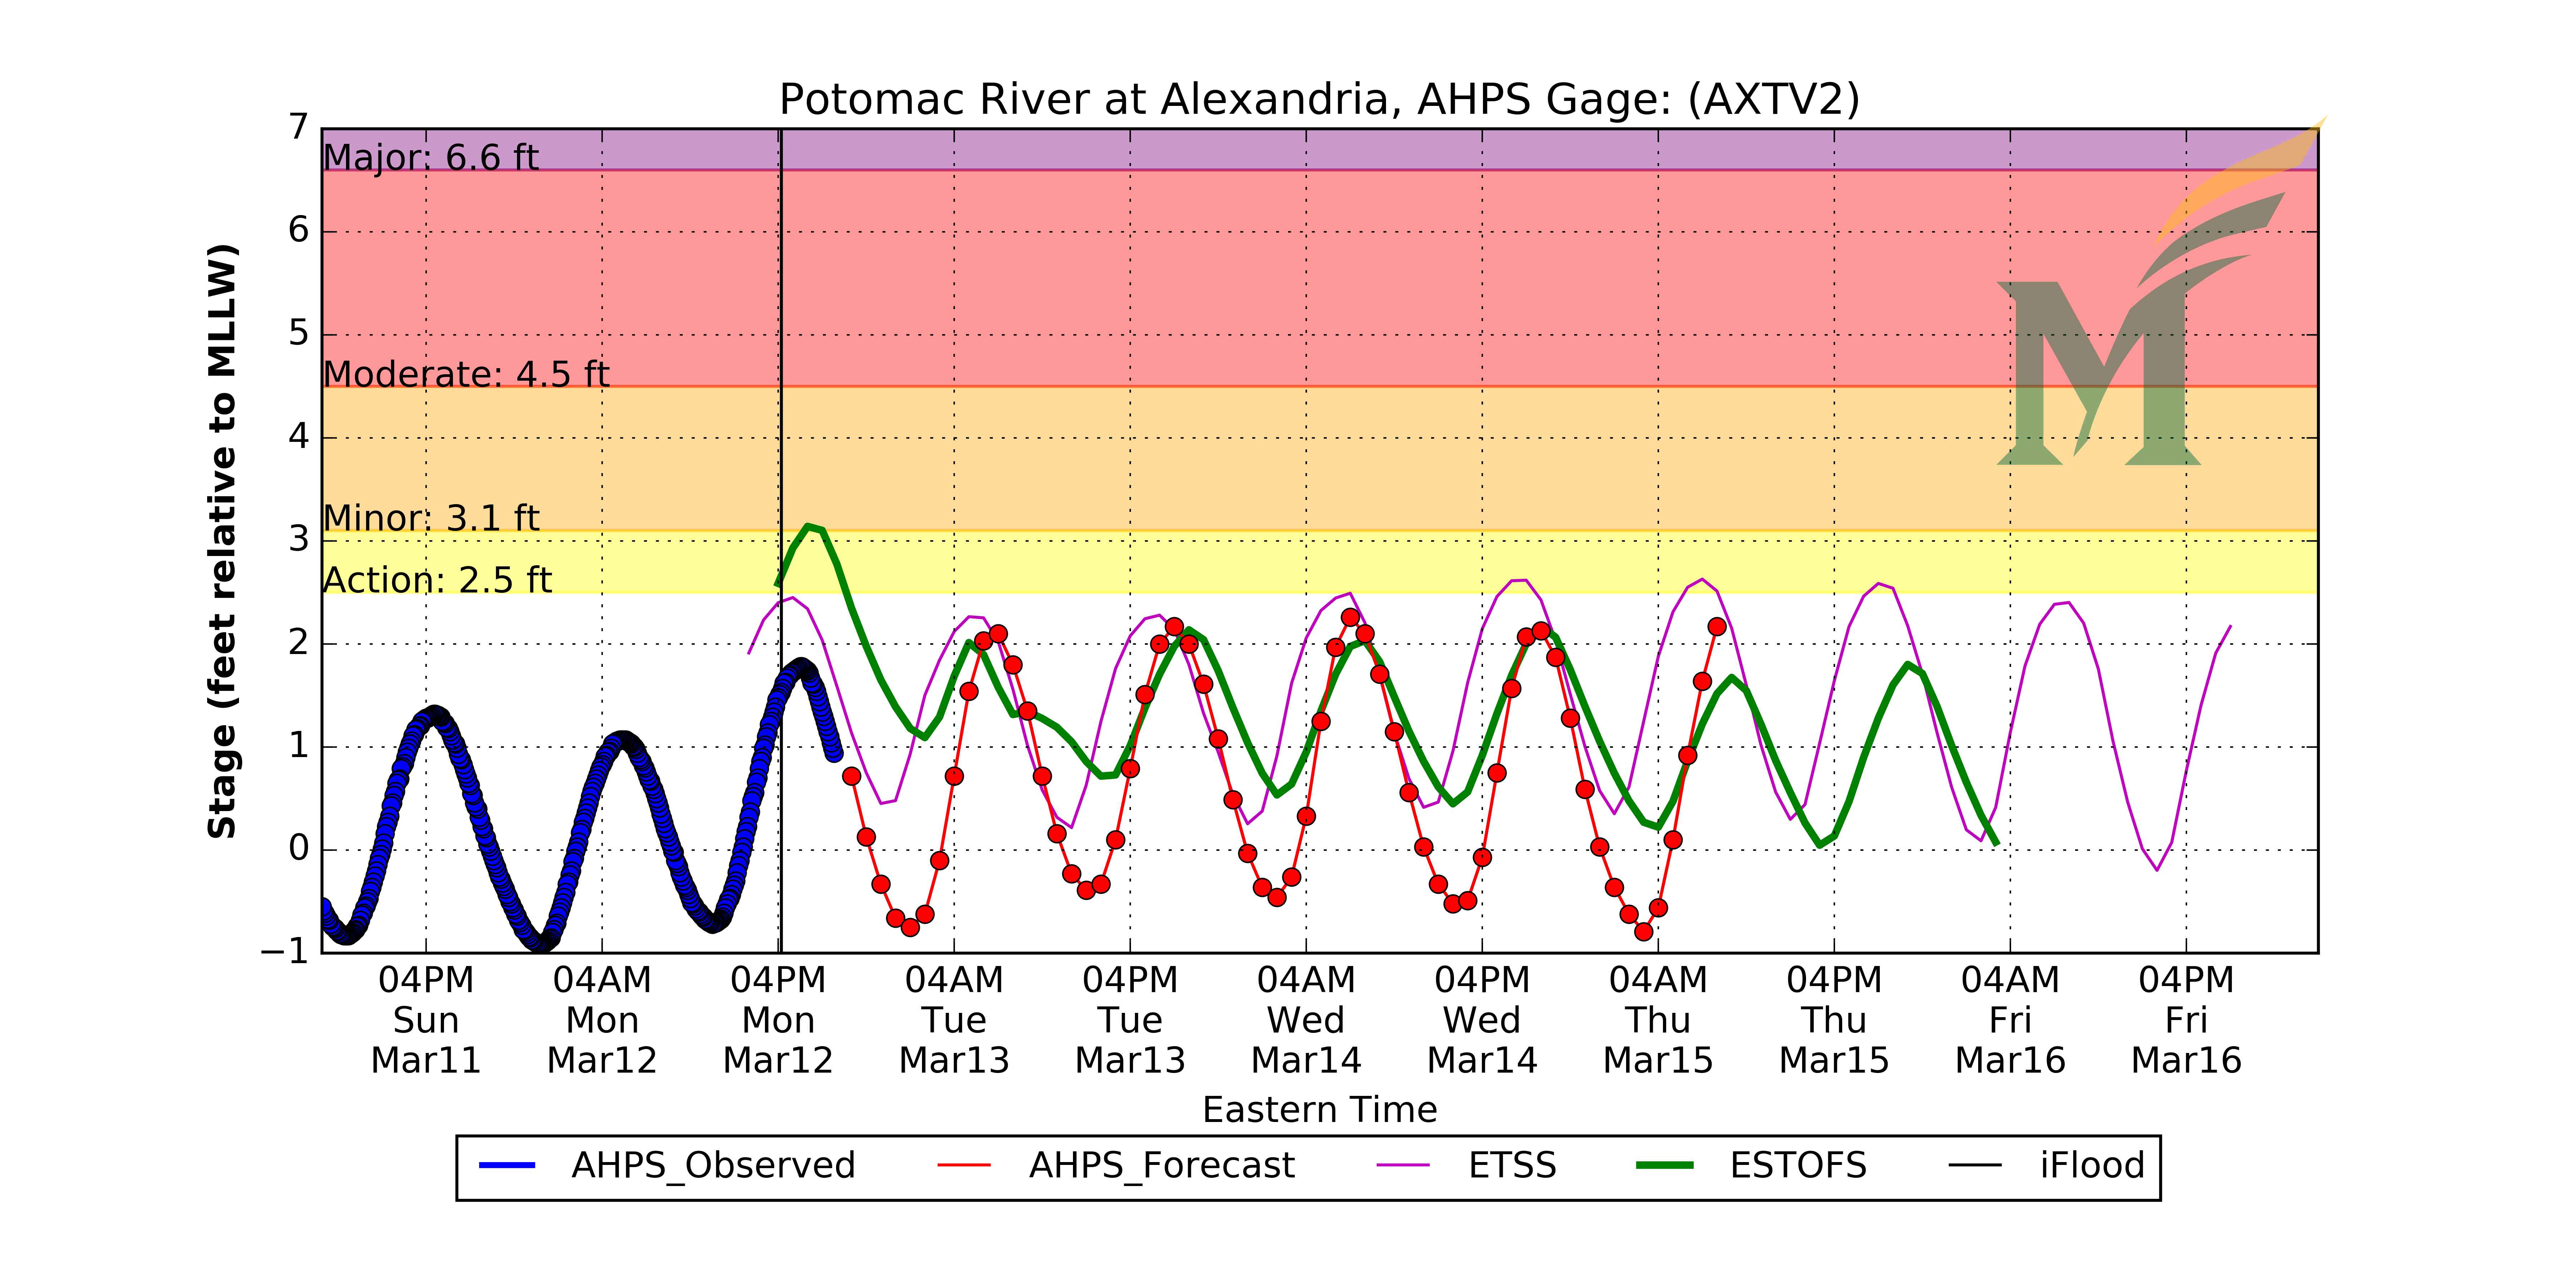 Potomac River at Alexandria, AHPS Gage: (AXTV2)
7
Major: 6.6 ft
6
5
Moderate: 4.5 ft
4
Minor: 3.1 ft
3
Action: 2.5 ft
2
1
0
−1
Stage (feet relative to MLLW)
04PM 04AM 04PM 04AM 04PM 04AM 04PM 04AM 04PM 04AM 04PM
Sun Mon Mon Tue Tue Wed Wed Thu Thu Fri Fri
Mar11 Mar12 Mar12 Mar13 Mar13 Mar14 Mar14 Mar15 Mar15 Mar16 Mar16
Eastern Time
AHPS_Observed AHPS_Forecast ETSS ESTOFS iFlood
M